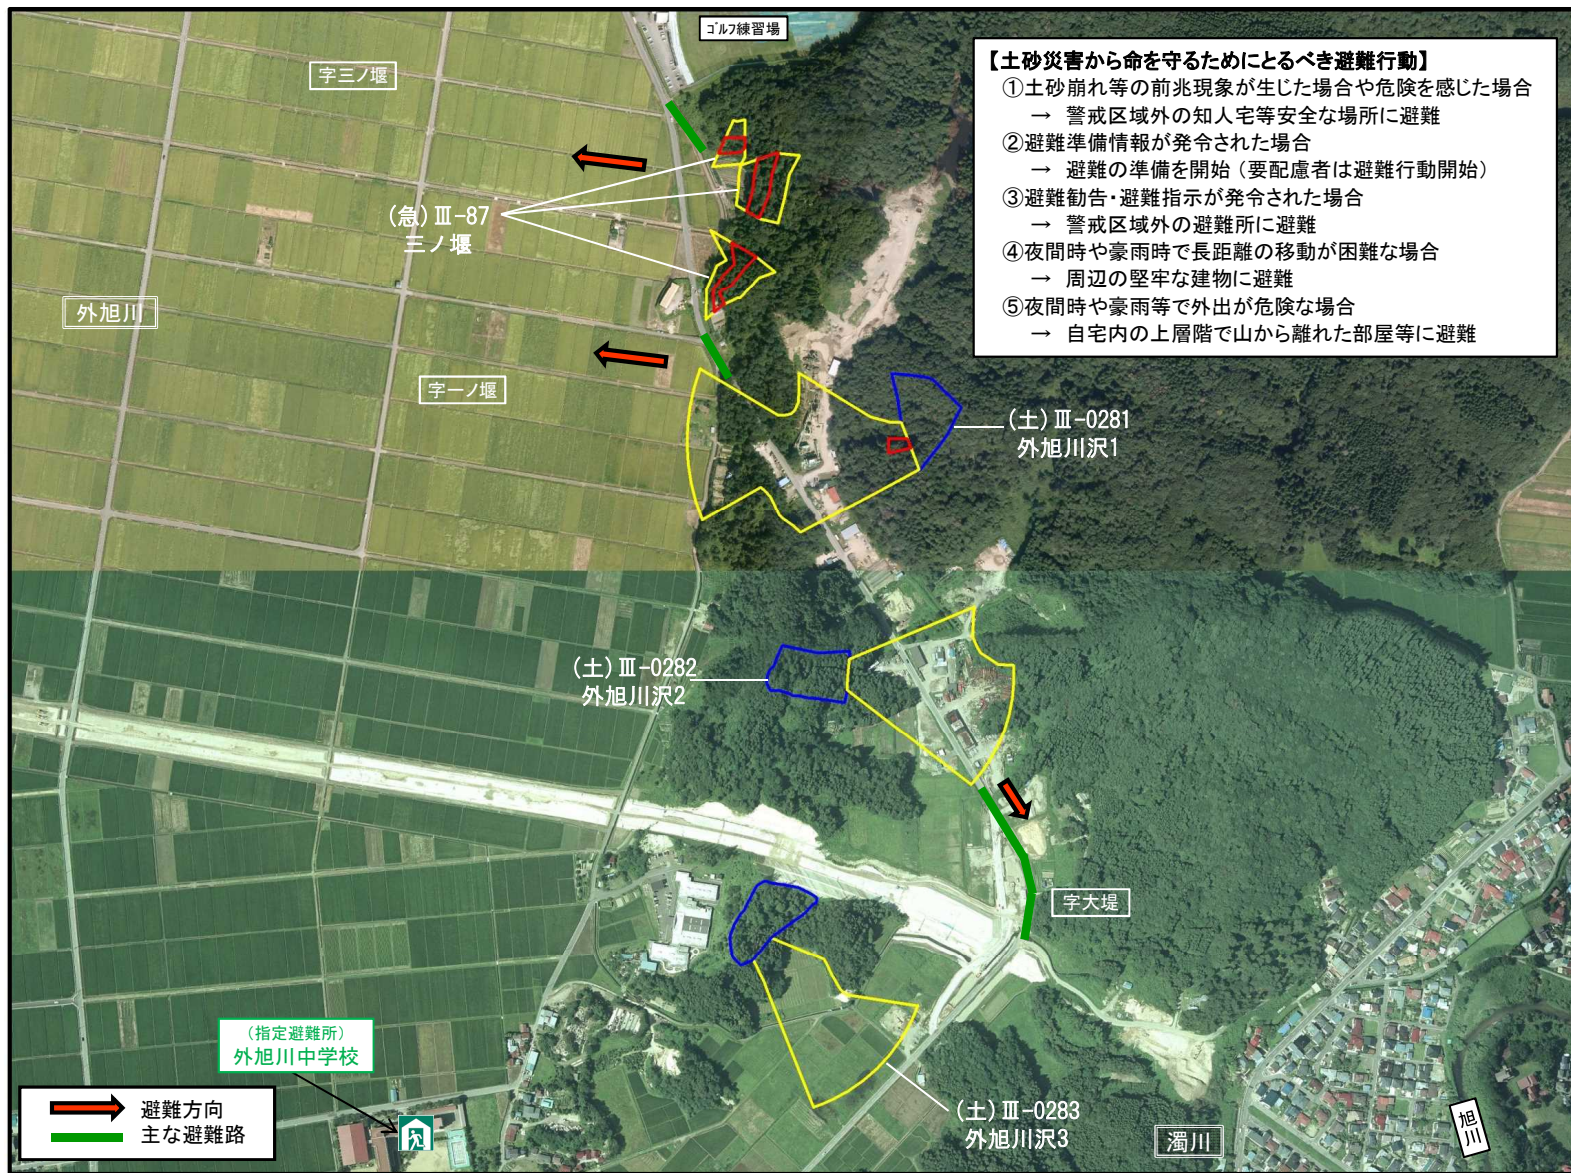 ゴルフ練習場
字三ノ堰
【土砂災害から命を守るためにとるべき避難行動】
①土砂崩れ等の前兆現象が生じた場合や危険を感じた場合
→ 警戒区域外の知人宅等安全な場所に避難
②避難準備情報が発令された場合
→ 避難の準備を開始（要配慮者は避難行動開始）
③避難勧告・避難指示が発令された場合
→ 警戒区域外の避難所に避難
④夜間時や豪雨時で長距離の移動が困難な場合
→ 周辺の堅牢な建物に避難
⑤夜間時や豪雨等で外出が危険な場合
→ 自宅内の上層階で山から離れた部屋等に避難
(急)Ⅲ-87
三ノ堰
外旭川
字一ノ堰
(土)Ⅲ-0281
外旭川沢1
(土)Ⅲ-0282
外旭川沢2
字大堤
(指定避難所)
外旭川中学校
避難方向
主な避難路
(土)Ⅲ-0283
外旭川沢3
濁川
旭川